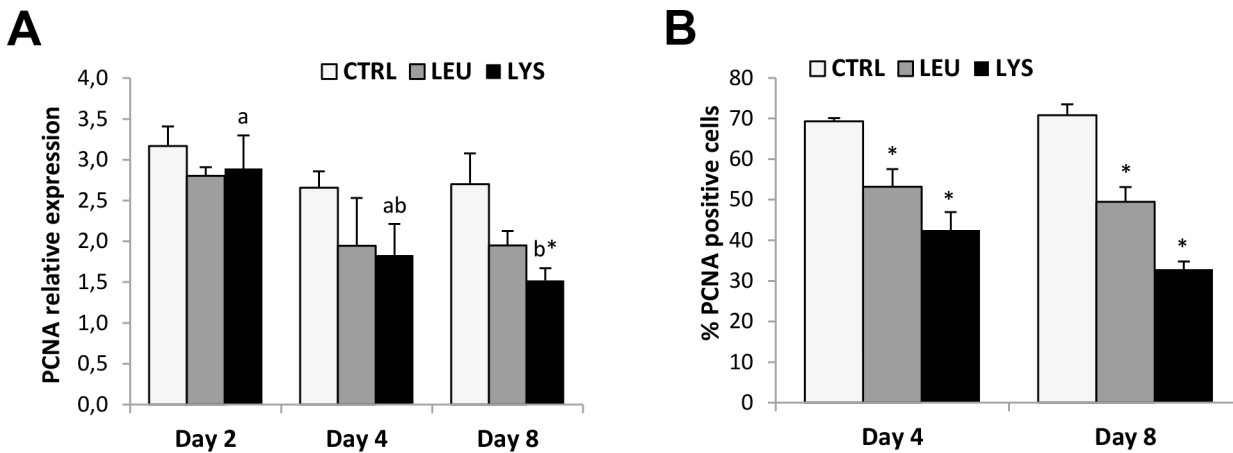 A
CTRL LEU LYS
PCNA relative expression
4,0
3,5
3,0
2,5
2,0
1,5
1,0
0,5
0,0
a
ab
b*
Day 2 Day 4 Day 8
B
CTRL LEU LYS
% PCNA positive cells
80
70
60
50
40
30
20
10
0
*
*
*
*
Day 4 Day 8